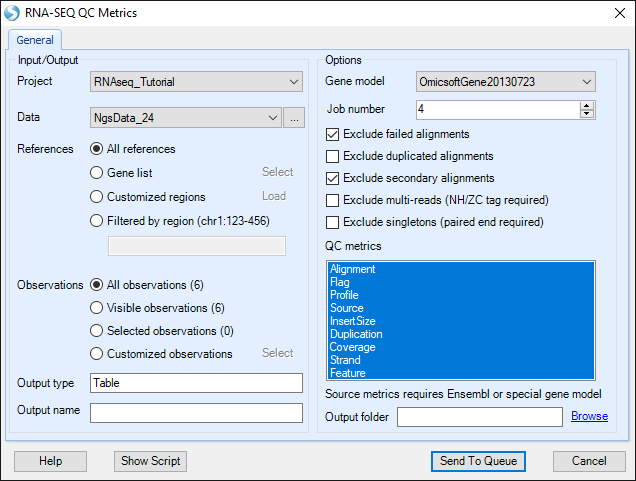 RNA-SEQ QC Metrics
General
Input/Output
Project
RNAseq_Tutorial
Data
NgsData_24
...
References
All references
Gene list
Select
Customized regions
Load
Filtered by region (chr1:123-456)
Observations
All observations (6)
Visible observations (6)
Selected observations (0)
Customized observations
Select
Output type
Table
Output name
Options
Gene model
OmicsoftGene20130723
Job number
4
Exclude failed alignments
Exclude duplicated alignments
Exclude secondary alignments
Exclude multi-reads (NH/ZC tag required)
Exclude singletons (paired end required)
QC metrics
Alignment
Flag
Profile
Source
InsertSize
Duplication
Coverage
Strand
Feature
Source metrics requires Ensembl or special gene model
Output folder
Browse
Help
Show Script
Send To Queue
Cancel